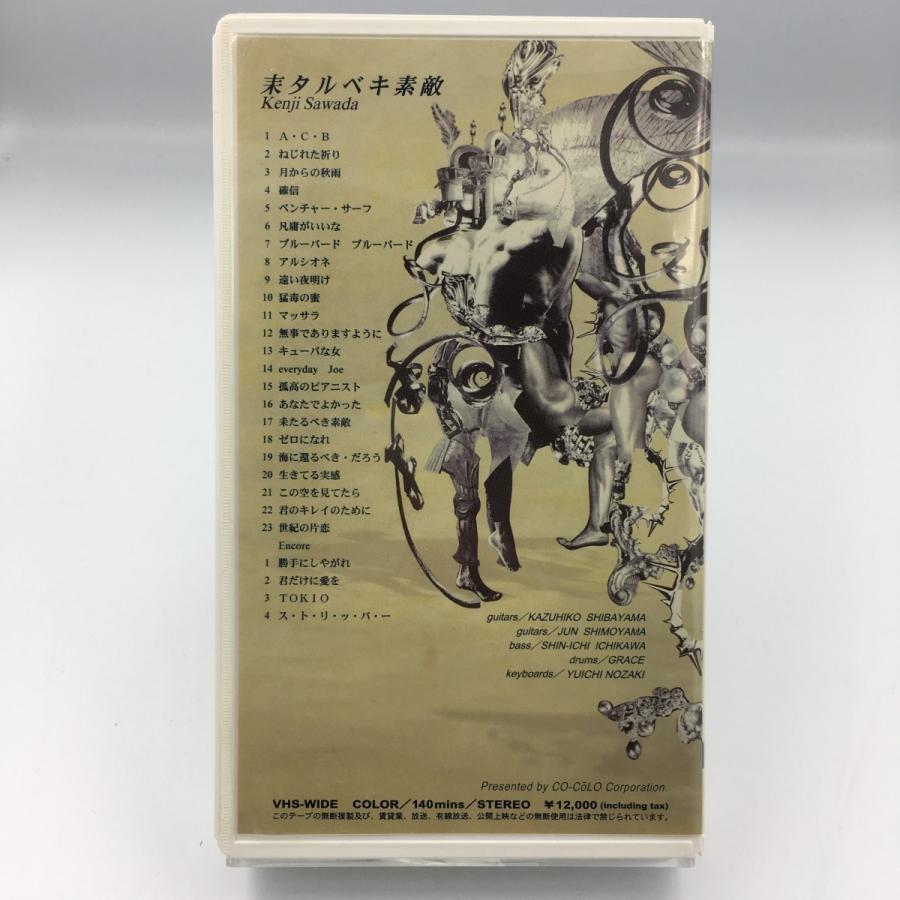 耒タルベキ素敵
Kenji Sawada
1 A・C・B
2 ねじれた祈り
3 月からの秋雨
4 確信
5 ベンチャー・サーフ
6 凡庸がいいな
7 ブルーバード ブルーバード
8 アルシオネ
9 遠い夜明け
10 猛毒の蜜
11 マッサラ
12 無事でありますように
13 キューバな女
14 everyday Joe
15 孤高のピアニスト
16 あなたでよかった
17 耒たるべき素敵
18 ゼロになれ
19 海に還るべき・だろう
20 生きてる実感
21 この空を見てたら
22 君のキレイのために
23 世紀の片恋
Encore
1 勝手にしやがれ
2 君だけに愛を
3 TOKIO
4 ス・ト・リ・ッ・パ・ー
guitars/KAZUHIKO SHIBAYAMA
guitars/JUN SHIMOYAMA
bass/SHIN-ICHI ICHIKAWA
drums/GRACE
keyboards/YUICHI NOZAKI
Presented by CO-CōLO Corporation.
VHS-WIDE COLOR/140mins/STEREO ¥12,000 (including tax)
このテープの無断複製及び、賃貸業、放送、有線放送、公開上映などの無断使用は法律で禁じられています。